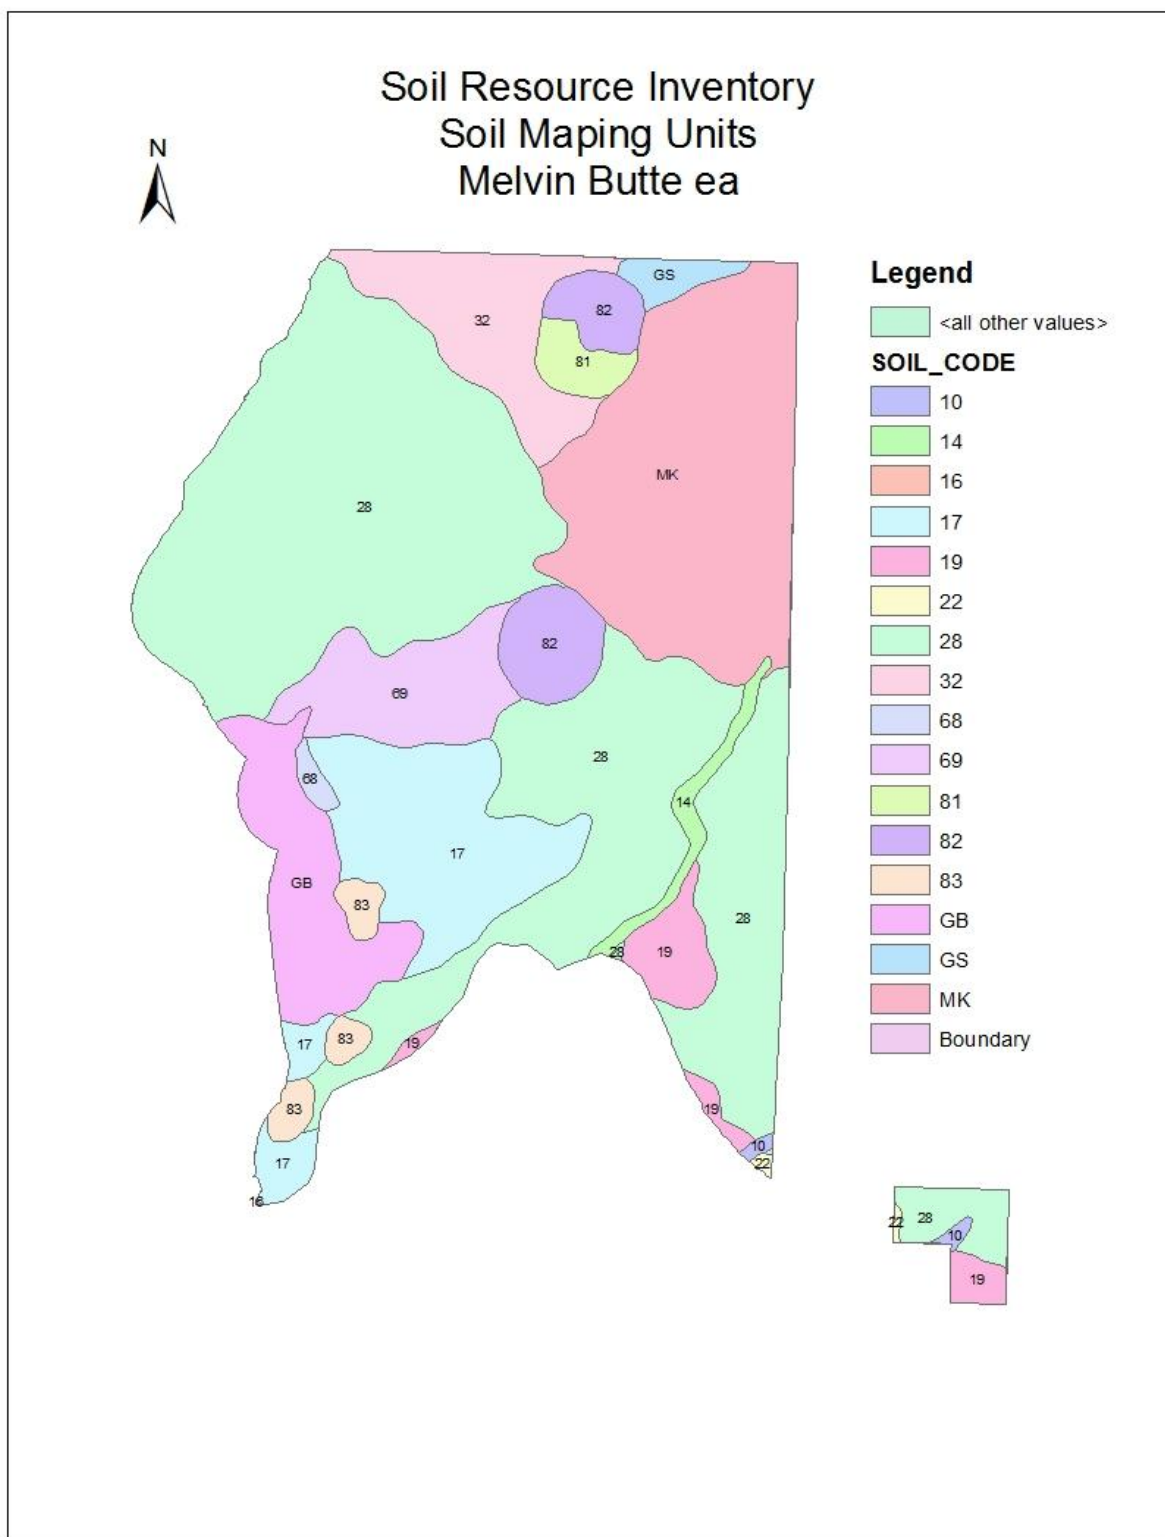 Soil Resource Inventory
Soil Maping Units
Melvin Butte ea
N
Legend
<all other values>
SOIL_CODE
10
14
16
17
19
22
28
32
68
69
81
82
83
GB
GS
MK
Boundary
GS
82
32
81
MK
28
82
69
28
68
14
17
GB
83
28
19
28
17
83
19
83
19
10
17
22
16
28
22
10
19